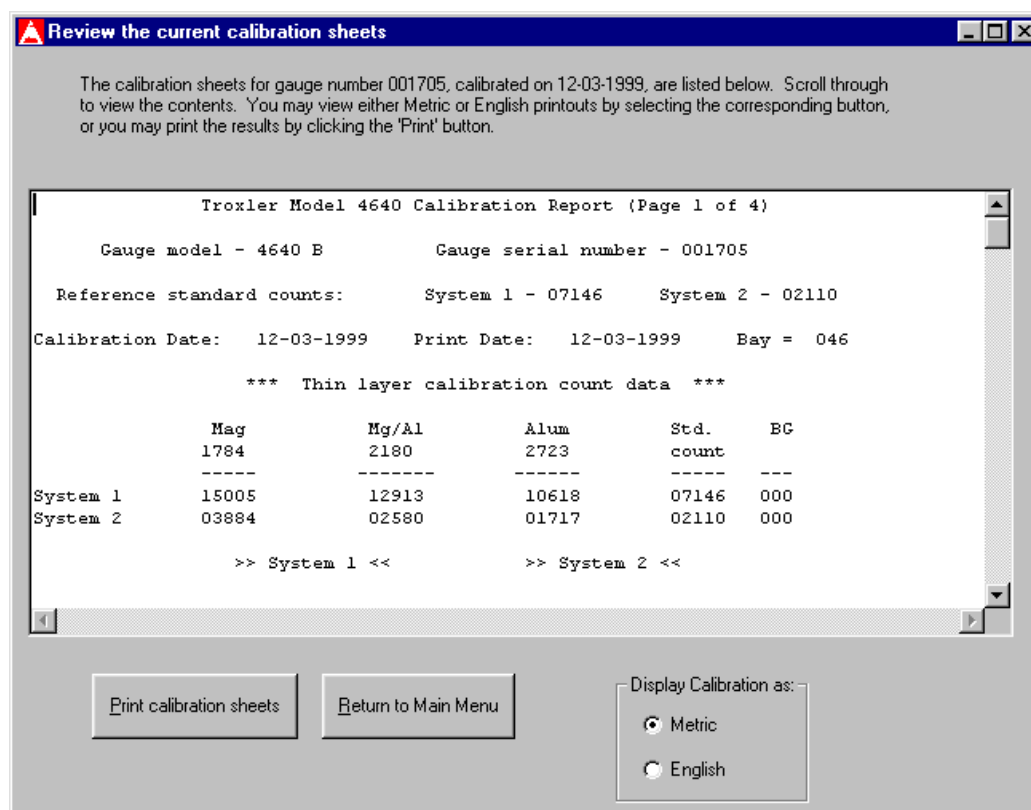 Review the current calibration sheets
The calibration sheets for gauge number 001705, calibrated on 12-03-1999, are listed below.  Scroll through
to view the contents.  You may view either Metric or English printouts by selecting the corresponding button,
or you may print the results by clicking the 'Print' button.
Troxler Model 4640 Calibration Report (Page 1 of 4)
Gauge model - 4640 B Gauge serial number - 001705
Reference standard counts: System 1 - 07146 System 2 - 02110
Calibration Date: 12-03-1999 Print Date: 12-03-1999 Bay = 046
*** Thin layer calibration count data ***
Mag Mg/Al Alum Std. BG
1784 2180 2723 count
----- ------- ------ ----- ---
System 1 15005 12913 10618 07146 000
System 2 03884 02580 01717 02110 000
>> System 1 << >> System 2 <<
Print calibration sheets
Return to Main Menu
Display Calibration as:
Metric
English